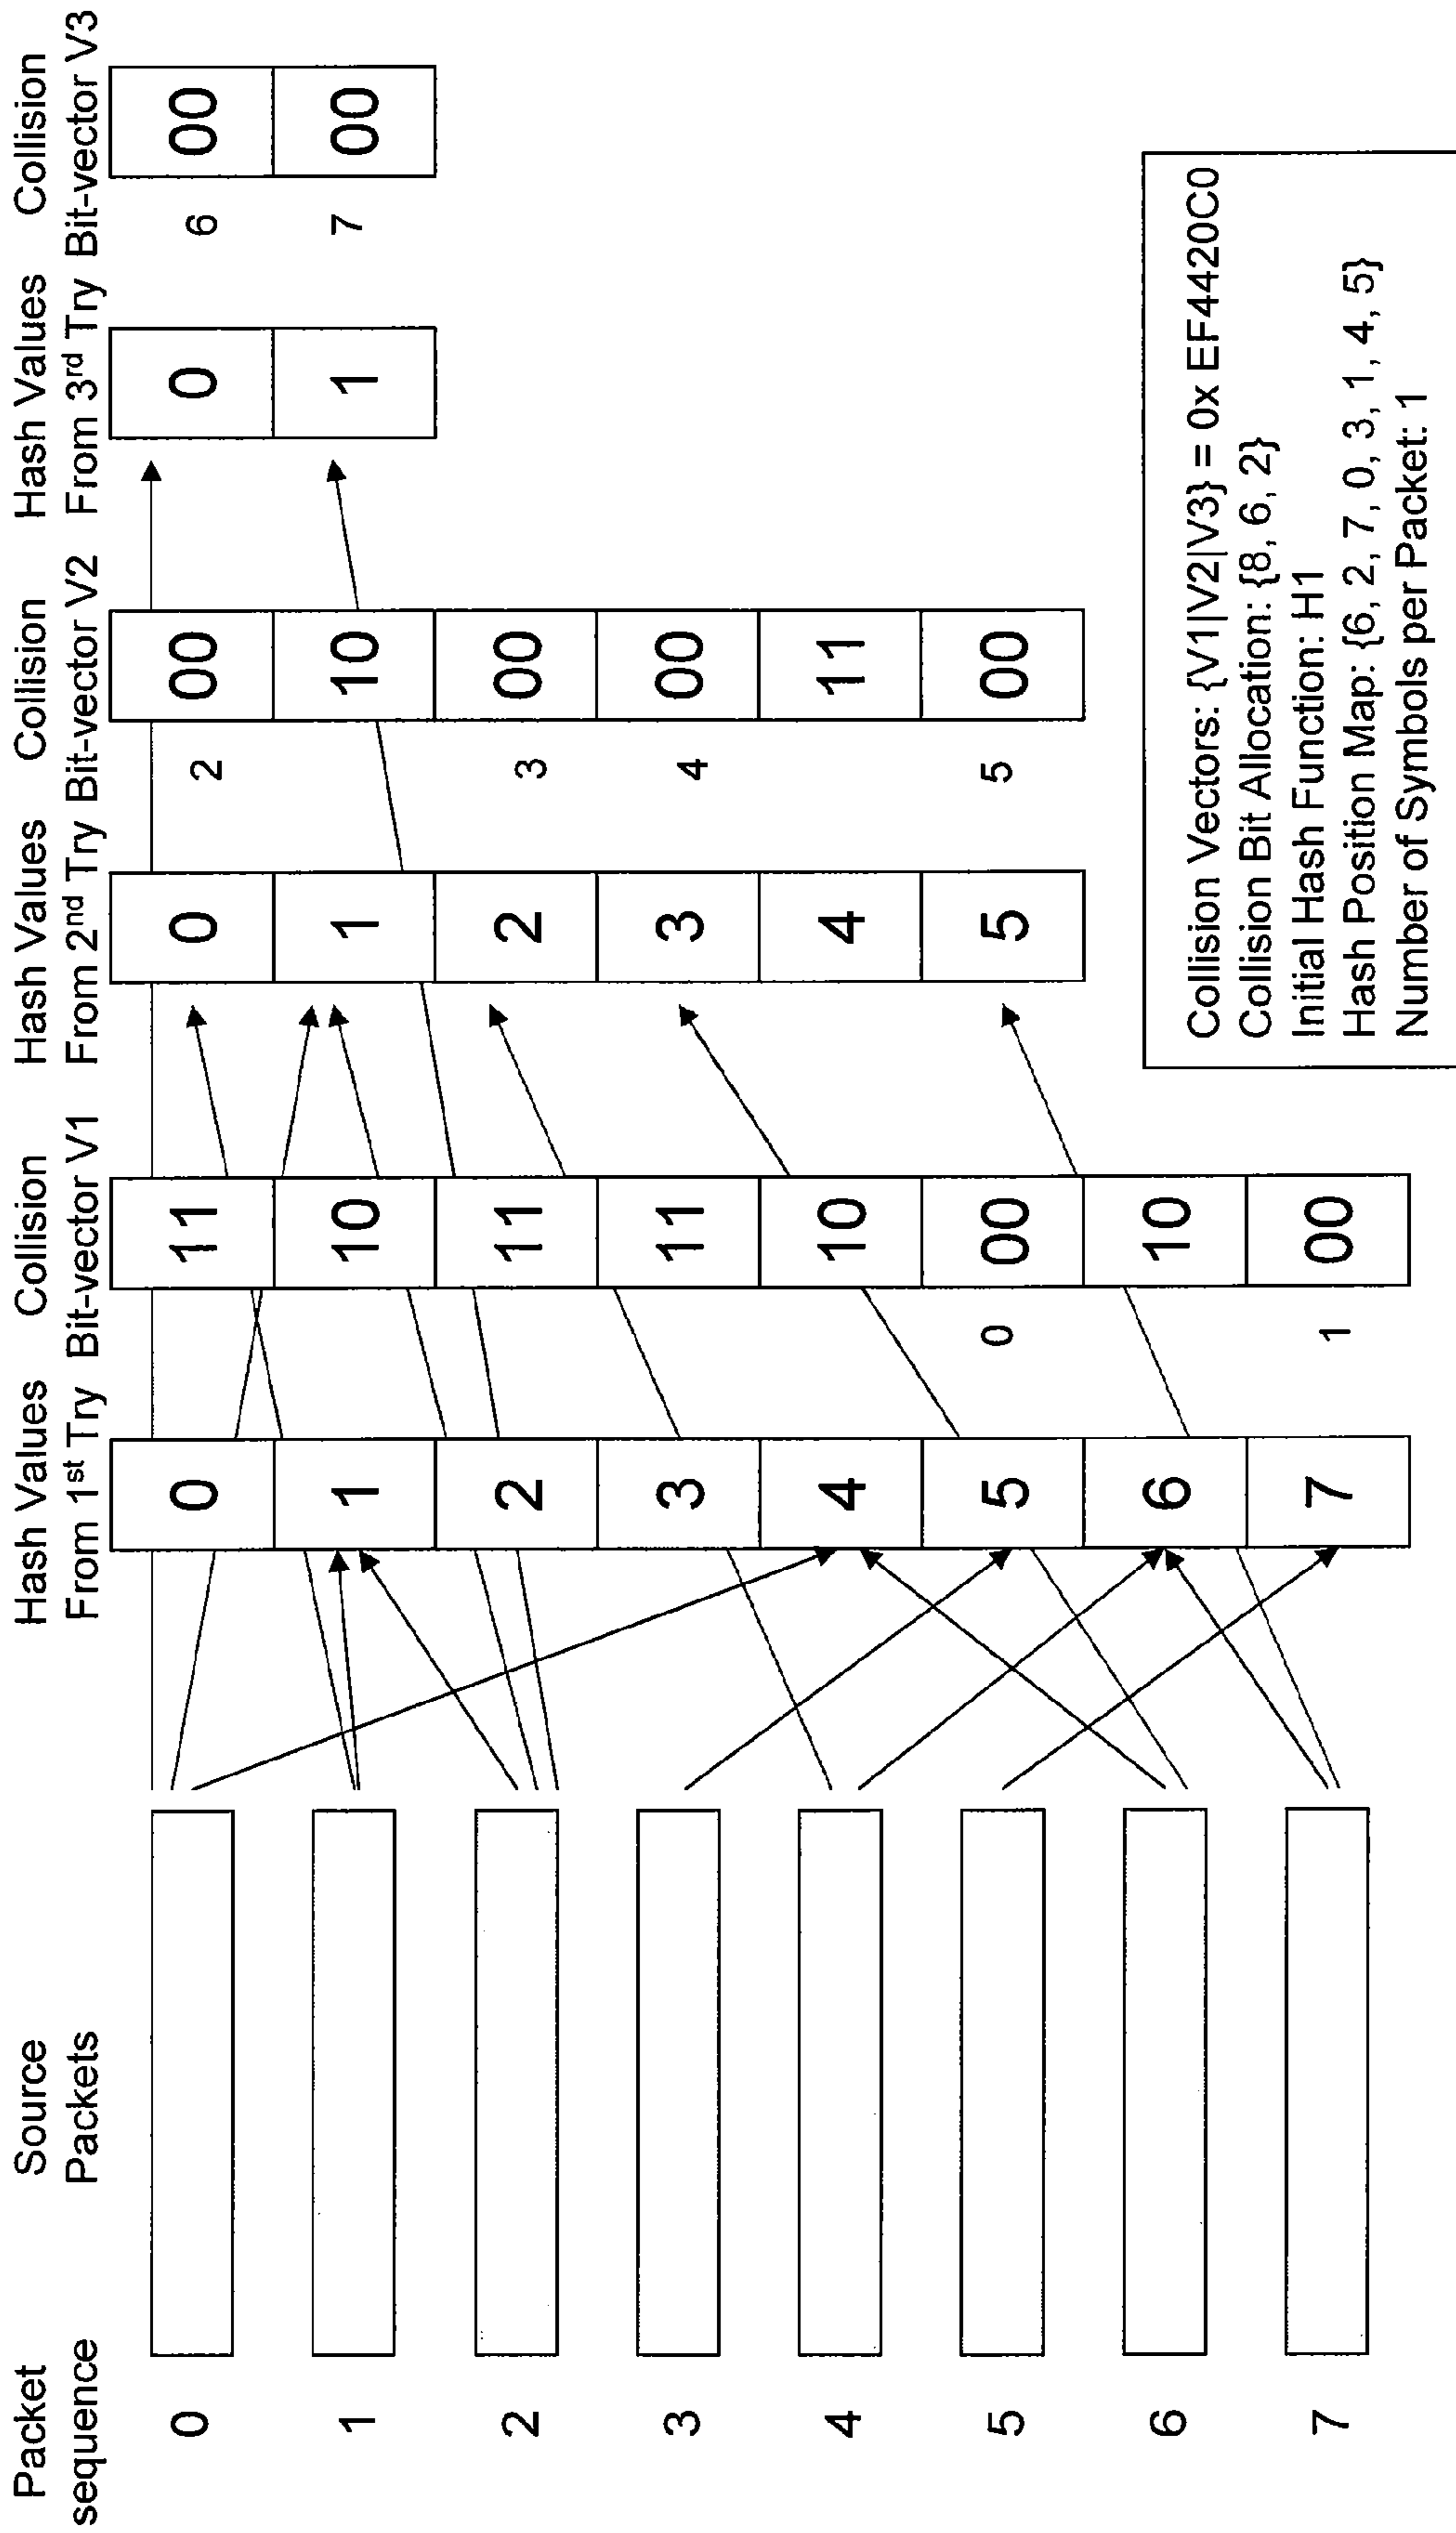 Packet Source Hash Values Collision Hash Values Collision Hash Values Collision
sequence Packets From 1st Try Bit-vector V1 From 2nd Try Bit-vector V2 From 3rd Try Bit-vector V3
0 0 11 0 2 00 0 6 00
1 1 10 1 10 1 7 00
2 2 11 2 3 00
3 3 11 3 4 00
4 4 10 4 11
5 5 0 00 5 5 00
6 6 10
7 7 1 00
Collision Vectors: {V1|V2|V3} = 0x EF4420C0
Collision Bit Allocation: {8, 6, 2}
Initial Hash Function: H1
Hash Position Map: {6, 2, 7, 0, 3, 1, 4, 5}
Number of Symbols per Packet: 1